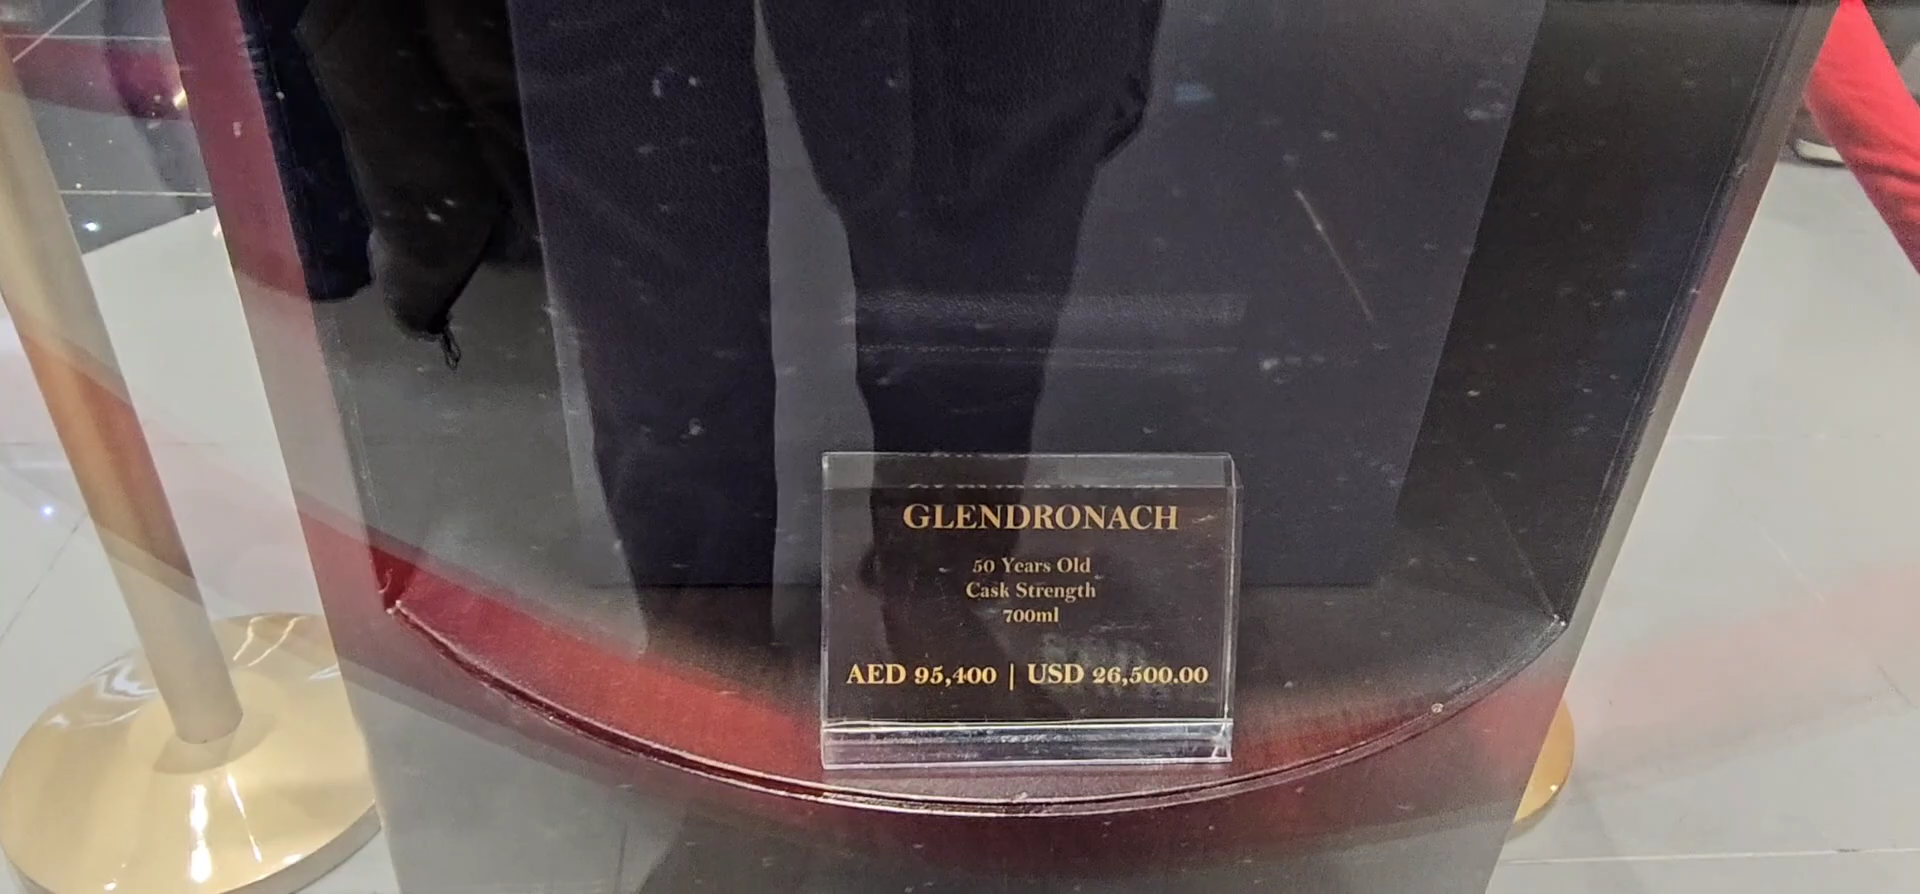 GLENDRONACH
50 Years Old
Cask Strength
700ml
AED 95,400 | USD 26,500.00